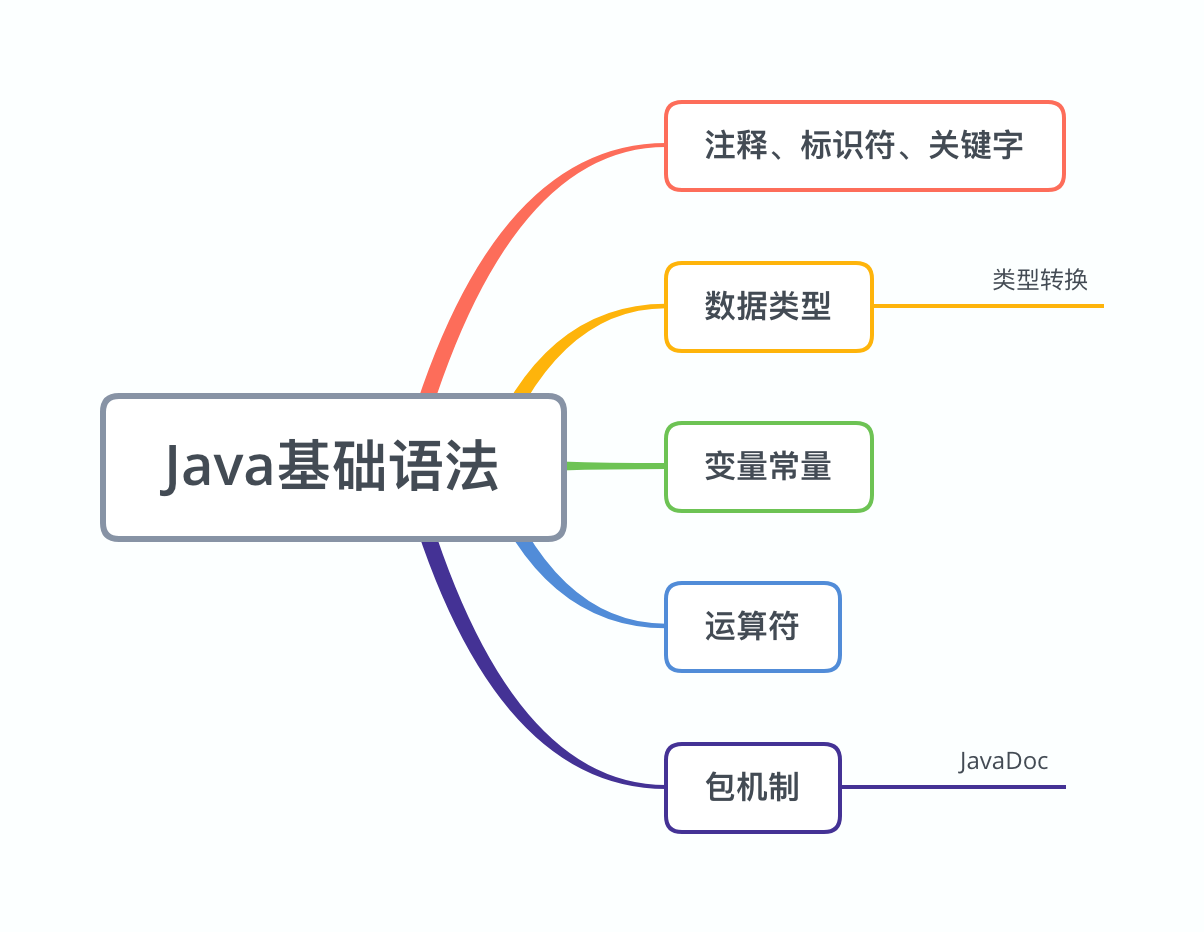 注释、标识符、关键字
数据类型
类型转换
Java基础语法
变量常量
运算符
包机制
JavaDoc